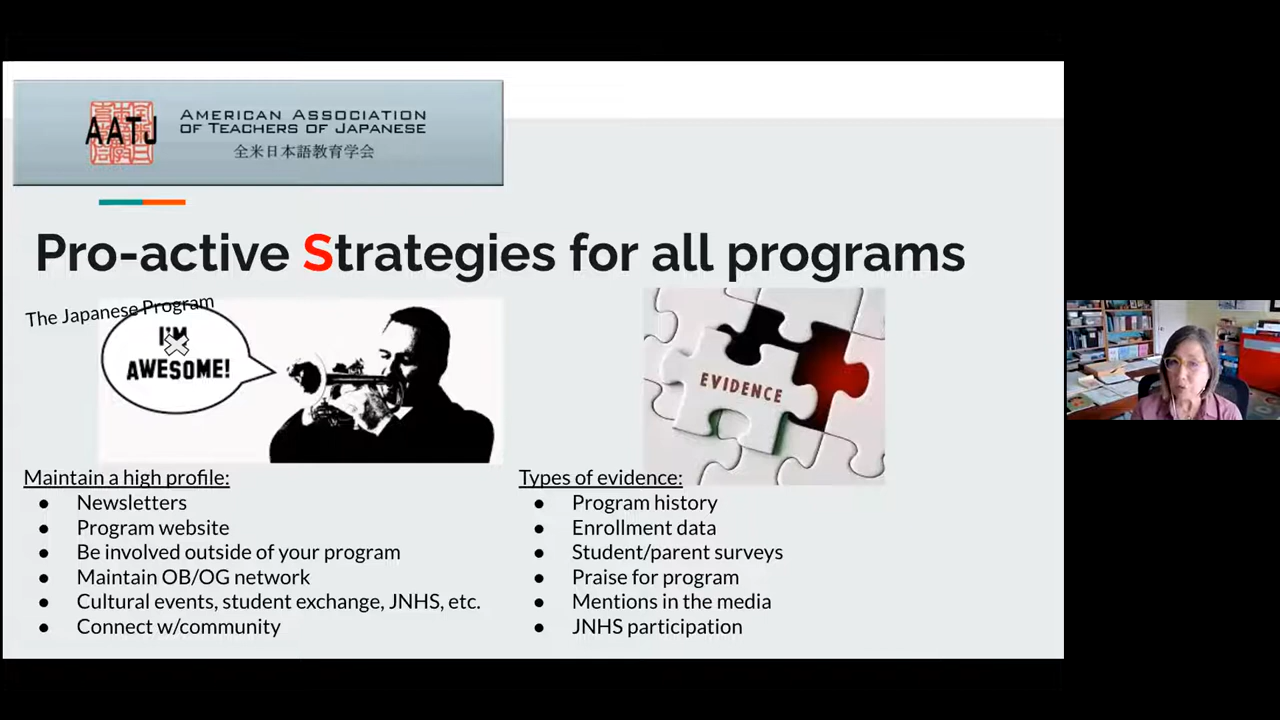 AATJ
AMERICAN ASSOCIATION
OF TEACHERS OF JAPANESE
全米日本語教育学会
Pro-active Strategies for all programs
The Japanese Program
I'M
AWESOME!
EVIDENCE
Maintain a high profile:
● Newsletters
● Program website
● Be involved outside of your program
● Maintain OB/OG network
● Cultural events, student exchange, JNHS, etc.
● Connect w/community
Types of evidence:
● Program history
● Enrollment data
● Student/parent surveys
● Praise for program
● Mentions in the media
● JNHS participation